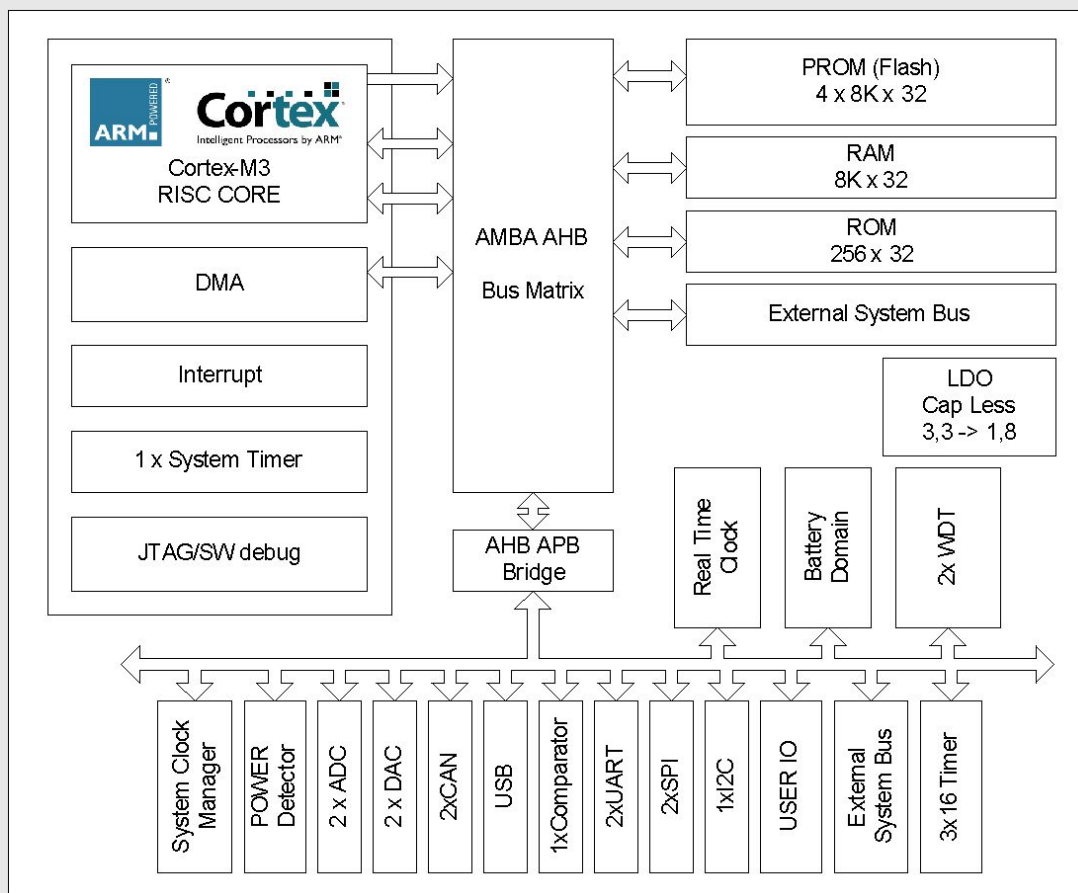 ARM POWERED ®
Cortex
Intelligent Processors by ARM®
Cortex-M3
RISC CORE
DMA
Interrupt
1 x System Timer
JTAG/SW debug
AMBA AHB
Bus Matrix
AHB APB
Bridge
PROM (Flash)
4 x 8K x 32
RAM
8K x 32
ROM
256 x 32
External System Bus
LDO
Cap Less
3,3 -> 1,8
Real Time
Clock
Battery
Domain
2x WDT
System Clock
Manager
POWER
Detector
2 x ADC
2 x DAC
2xCAN
USB
1xComparator
2xUART
2xSPI
1xI2C
USER IO
External
System Bus
3x16 Timer